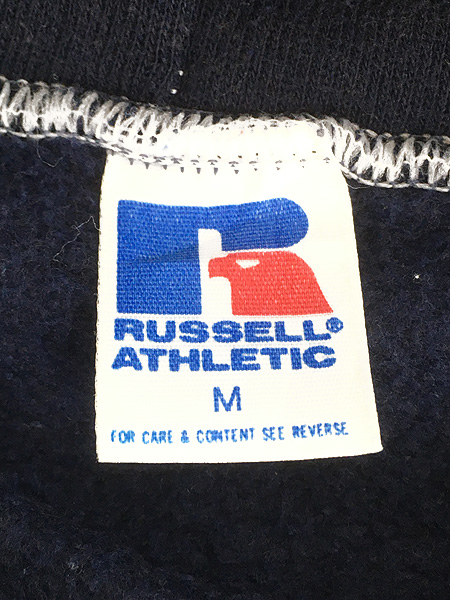 RUSSELL®
ATHLETIC
M
FOR CARE & CONTENT SEE REVERSE